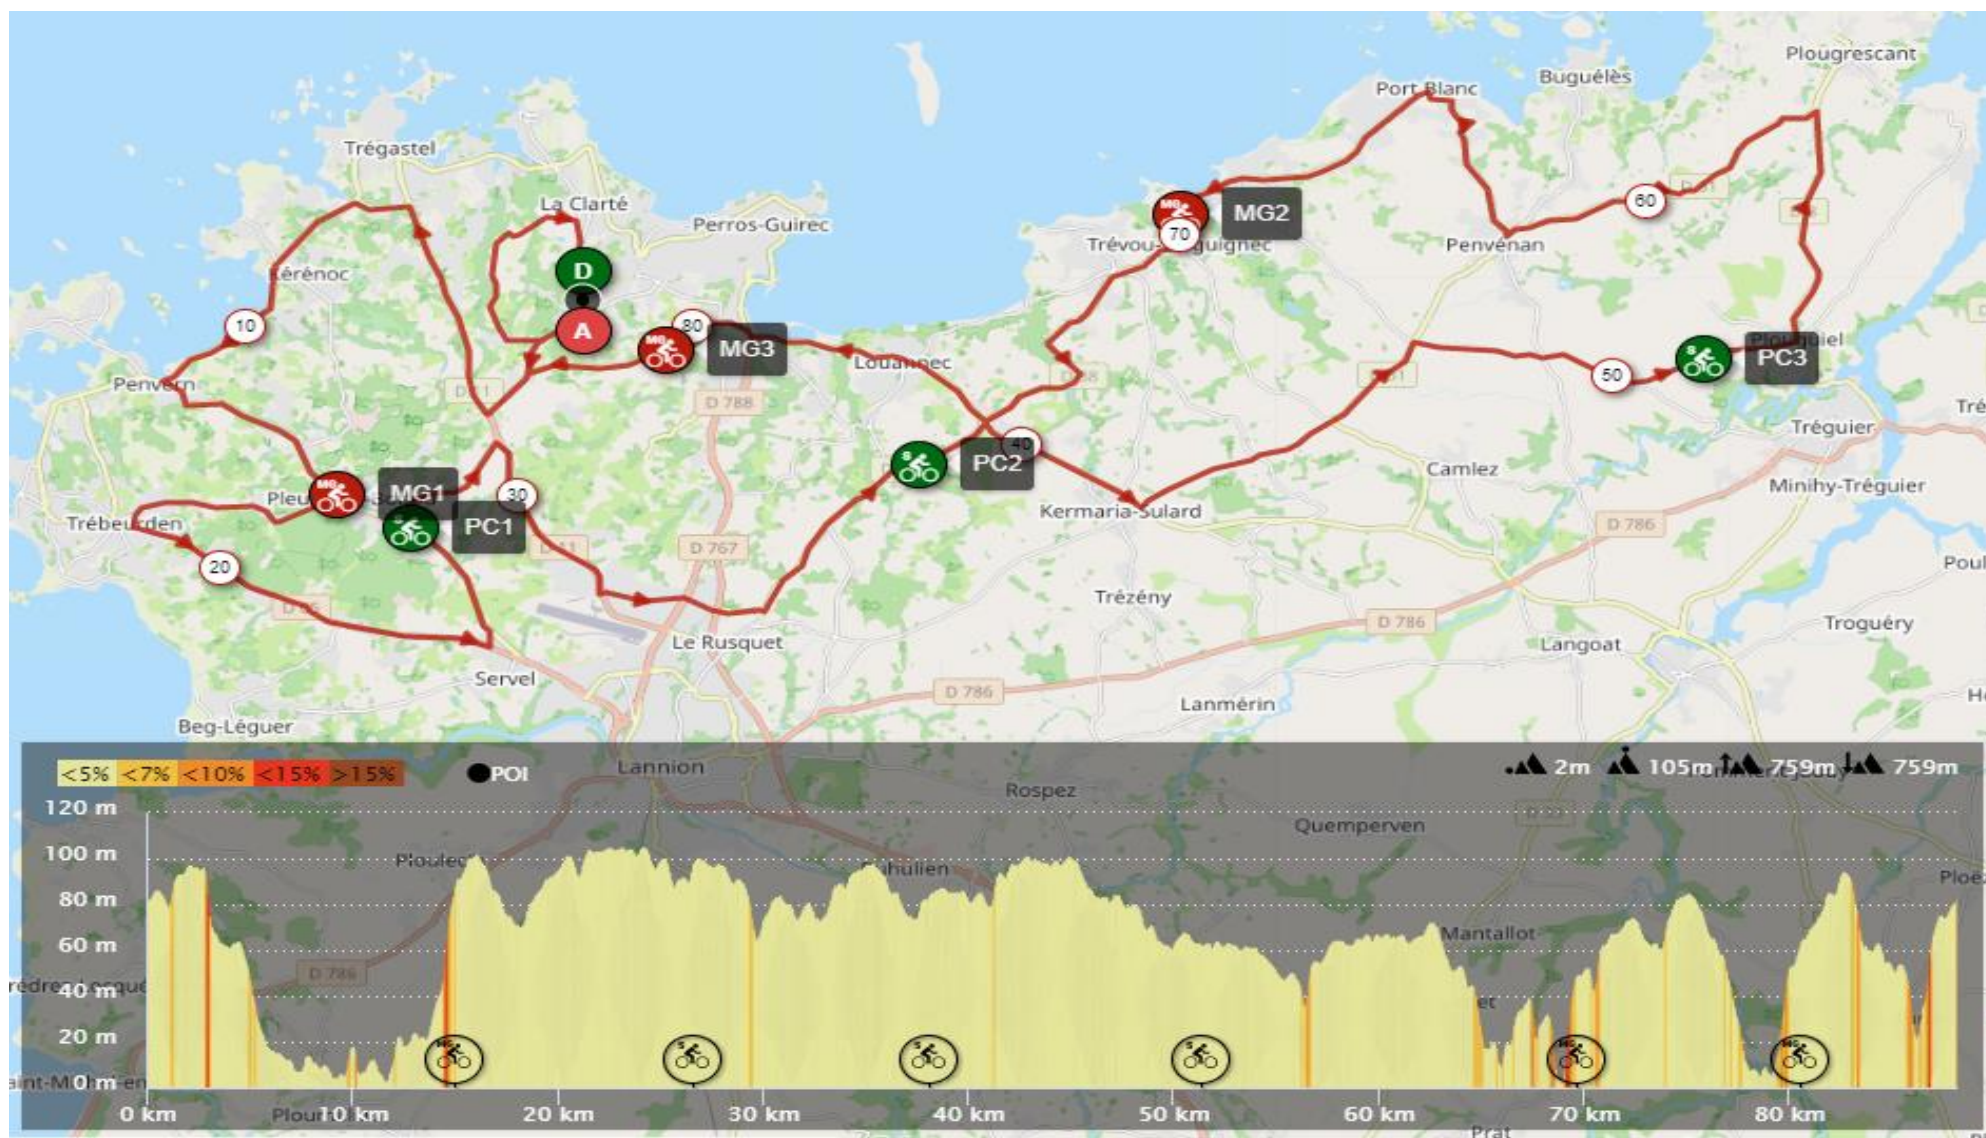 Plougrescant
Buguélès
Port Blanc
Trégastel
La Clarté
Perros-Guirec
MG2
60
70
Penvénan
D
Kérénoc
10
A
80
MG3
Louannec
50
PC3
Penvern
D 788
Tréguier
MG1
PC2
40
Camlez
30
PC1
Minihy-Tréguier
Trébeurden
Kermaria-Sulard
D 786
20
D 767
Trézény
D 786
Troguéry
Le Rusquet
Langoat
Servel
D 786
Lanmérin
Beg-Léguer
<5% <7% <10% <15% >15%
POI
Lannion
2m 105m 759m 759m
Rospez
120 m
Quemperven
100 m
80 m
60 m
Mantallot
D 786
40 m
20 m
0 m
0 km 10 km 20 km 30 km 40 km 50 km 60 km 70 km 80 km
Prat